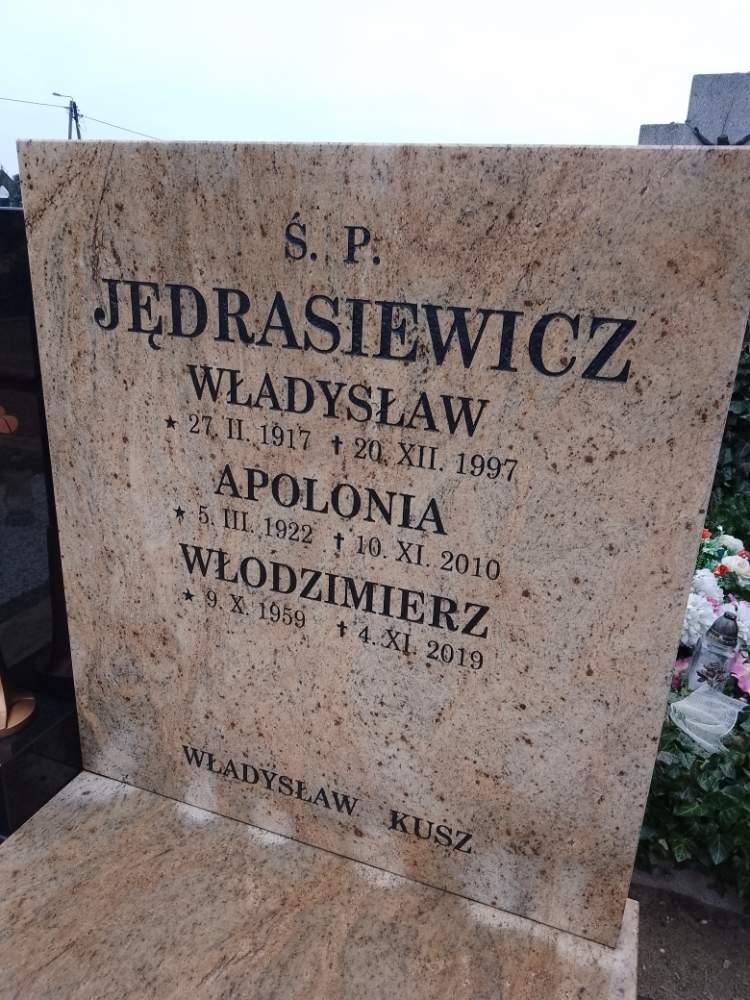 Ś. P.
JĘDRASIEWICZ
WŁADYSŁAW
★ 27. II. 1917 ✝ 20. XII. 1997
APOLONIA
★ 5. III. 1922 ✝ 10. XI. 2010
WŁODZIMIERZ
★ 9. X. 1959 ✝ 4. XI. 2019
WŁADYSŁAW KUSZ